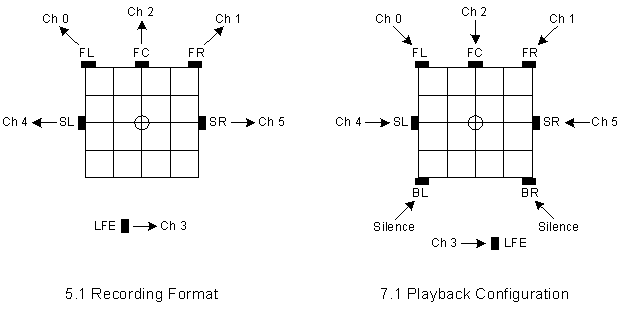 Ch 2
Ch 0
Ch 1
FL
FC
FR
Ch 4
SL
SR
Ch 5
LFE
Ch 3
5.1 Recording Format
Ch 2
Ch 0
Ch 1
FL
FC
FR
Ch 4
SL
SR
Ch 5
BL
BR
Silence
Silence
Ch 3
LFE
7.1 Playback Configuration